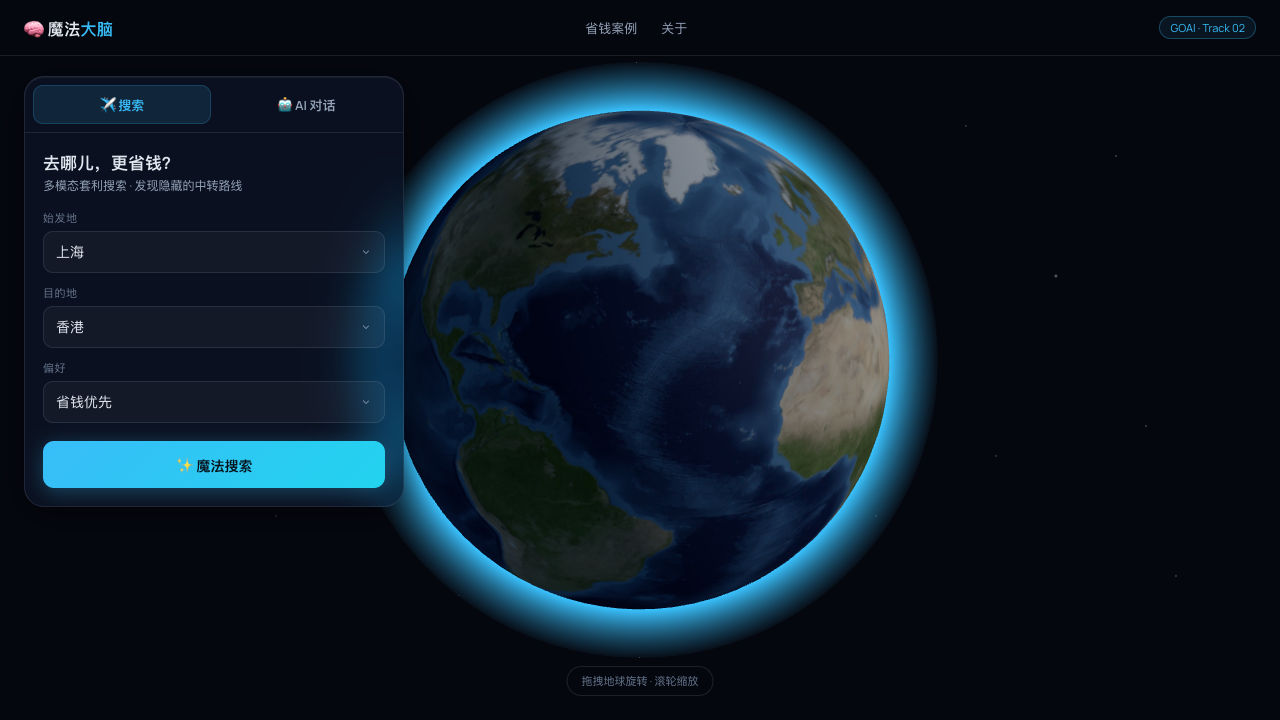 🧠 魔法大脑
省钱案例
关于
GOAI · Track 02
✈️ 搜索
🤖 AI 对话
去哪儿，更省钱？
多模态套利搜索 · 发现隐藏的中转路线
始发地
上海
目的地
香港
偏好
省钱优先
✨ 魔法搜索
拖拽地球旋转 · 滚轮缩放